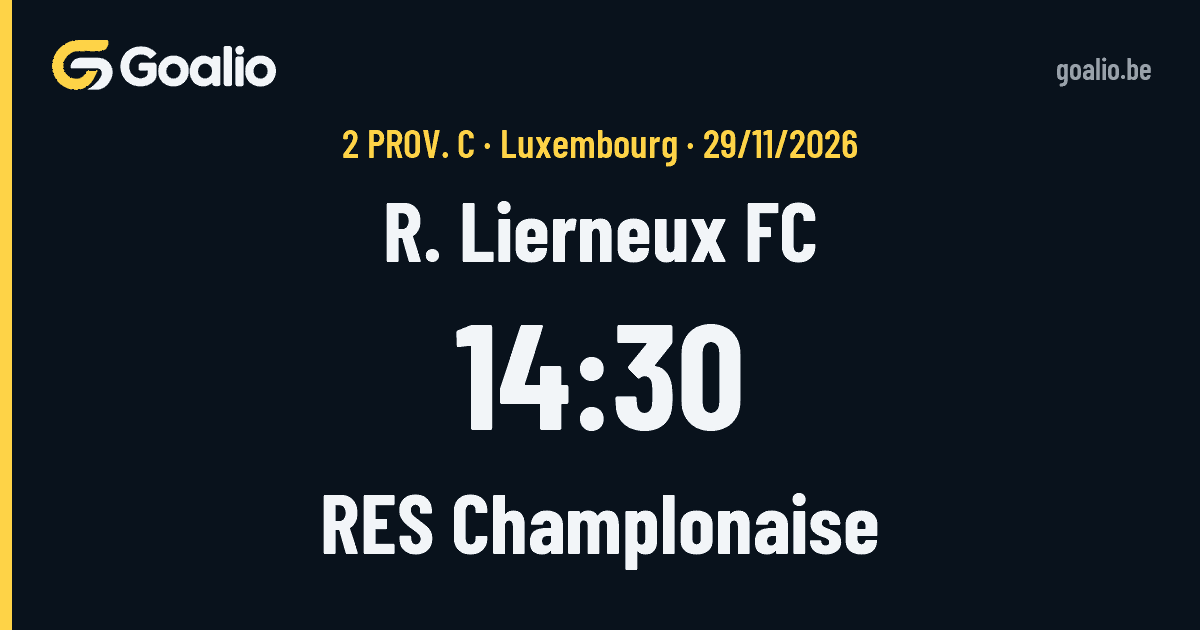 Goalio
goalio.be
2 PROV. C · Luxembourg · 29/11/2026
R. Lierneux FC
14:30
RES Champlonaise